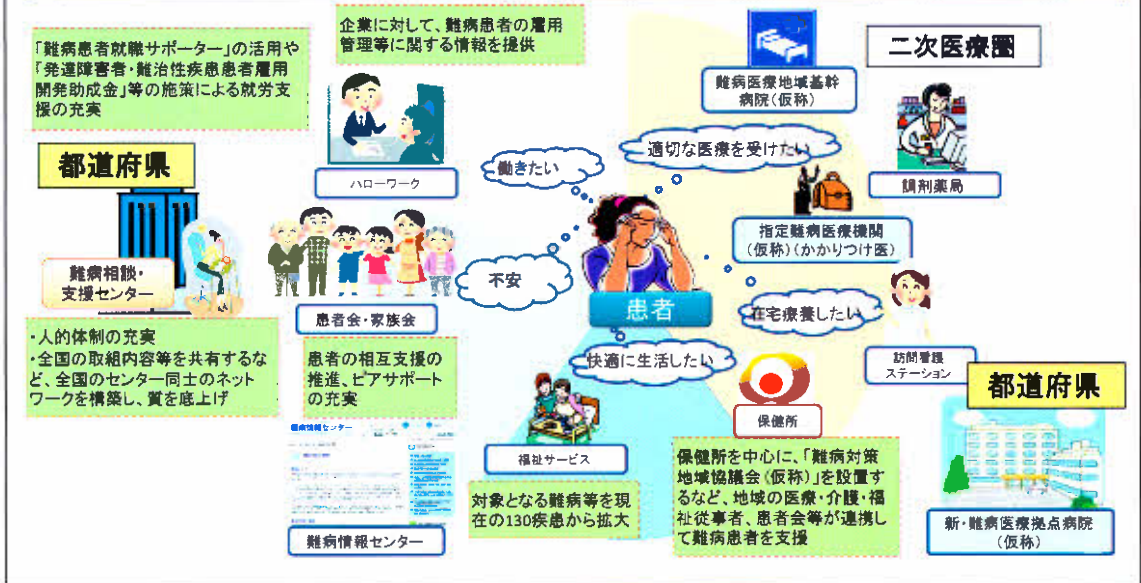 「難病患者就職サポーター」の活用や
「発達障害者・難治性疾患患者雇用
開発助成金」等の施策による就労支
援の充実
企業に対して、難病患者の雇用
管理等に関する情報を提供
難病医療地域基幹
病院(仮称)
二次医療圏
都道府県
ハローワーク
働きたい
適切な医療を受けたい
調剤薬局
指定難病医療機関
(仮称)(かかりつけ医)
難病相談・
支援センター
不安
患者
在宅療養したい
患者会・家族会
快適に生活したい
訪問看護
ステーション
・人的体制の充実
・全国の取組内容等を共有するな
ど、全国のセンター同士のネット
ワークを構築し、質を底上げ
患者の相互支援の
推進、ピアサポート
の充実
都道府県
保健所
難病情報センター
福祉サービス
対象となる難病等を現
在の130疾患から拡大
保健所を中心に、「難病対策
地域協議会(仮称)」を設置す
るなど、地域の医療・介護・福
祉従事者、患者会等が連携し
て難病患者を支援
新・難病医療拠点病院
(仮称)
難病情報センター